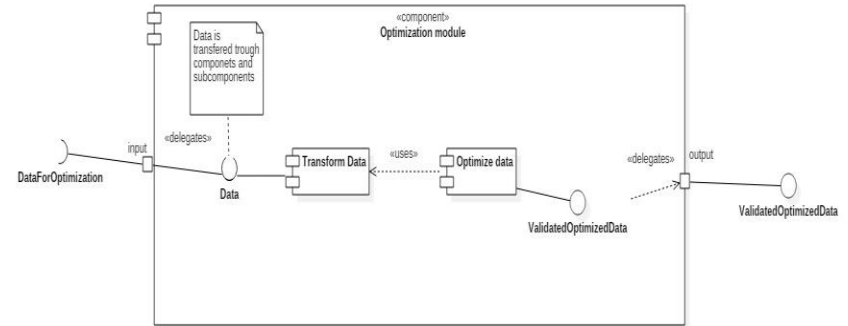 «component»
Optimization module
Data is
transfered trough
componets and
subcomponents
input
«delegates»
DataForOptimization
Data
Transform Data
«uses»
Optimize data
ValidatedOptimizedData
«delegates»
output
ValidatedOptimizedData